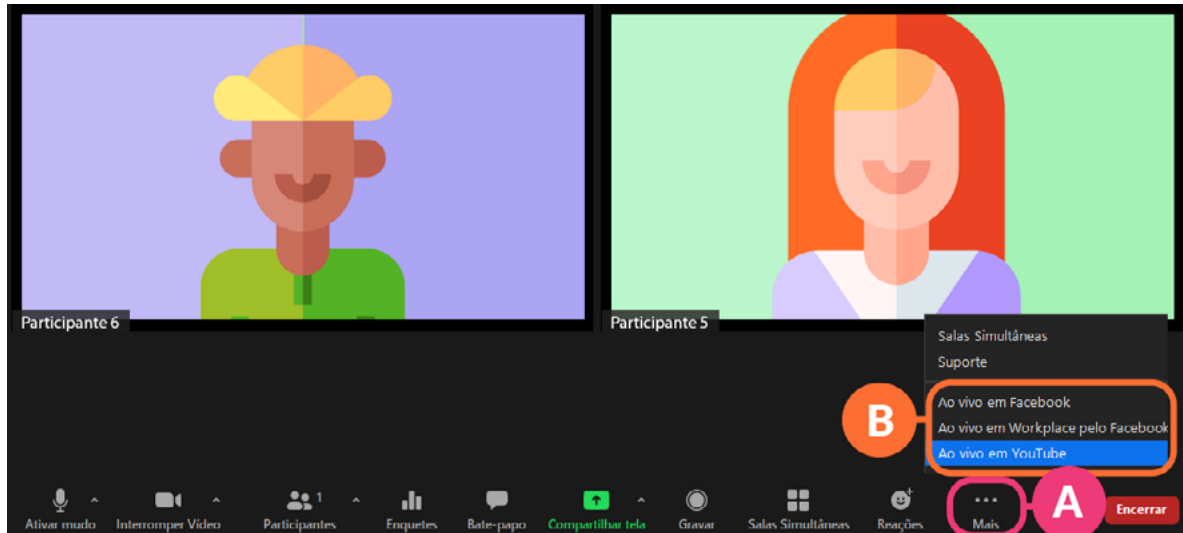 Participante 6
Participante 5
Salas Simultâneas
Suporte
Ao vivo em Facebook
Ao vivo em Workplace pelo Facebook
Ao vivo em YouTube
B
1
Ativar mudo Interromper Vídeo Participantes Enquetes Bate-papo Compartilhar tela Gravar Salas Simultâneas Reações Mais A Encerrar